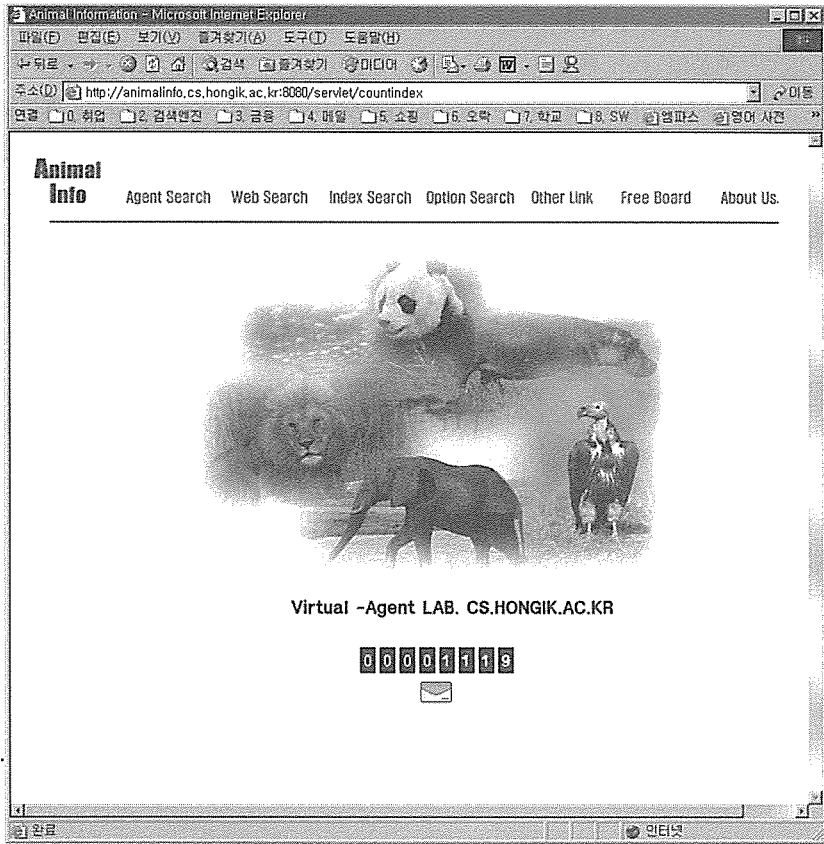 Animal Information - Microsoft Internet Explorer
파일(F) 편집(E) 보기(V) 즐겨찾기(A) 도구(T) 도움말(H)
뒤로 검색 즐겨찾기 미디어
주소(D) http://animalinfo.cs.hongik.ac.kr:8080/servlet/countindex 이동
연결 0. 취업 2. 검색엔진 3. 금융 4. 메일 5. 쇼핑 6. 오락 7. 학교 8. SW 엠파스 영어 사전 »
Animal
Info Agent Search Web Search Index Search Option Search Other Link Free Board About Us.
Virtual -Agent LAB. CS.HONGIK.AC.KR
00001119
완료 인터넷